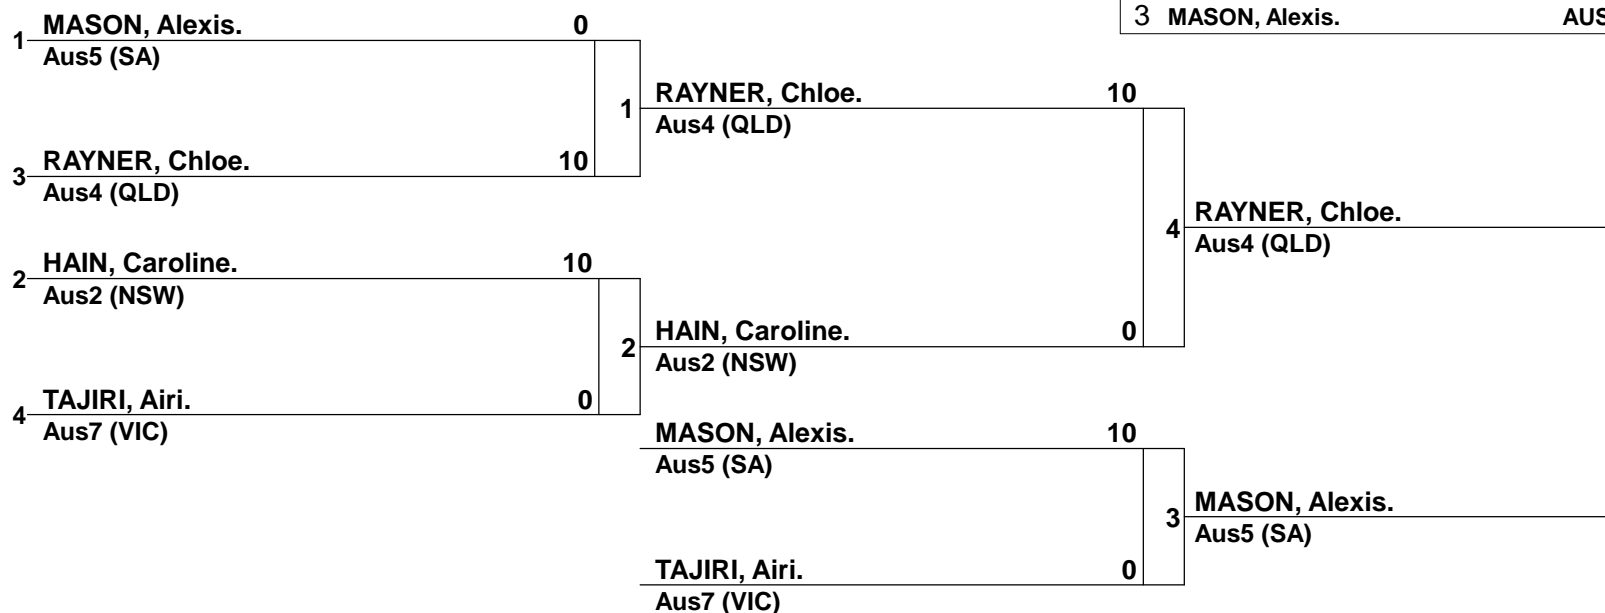 3 MASON, Alexis. AUS
MASON, Alexis. 0
1
Aus5 (SA)
RAYNER, Chloe. 10
1
Aus4 (QLD)
RAYNER, Chloe. 10
3
Aus4 (QLD)
RAYNER, Chloe.
4
Aus4 (QLD)
HAIN, Caroline. 10
2
Aus2 (NSW)
HAIN, Caroline. 0
2
Aus2 (NSW)
TAJIRI, Airi. 0
4
Aus7 (VIC)
MASON, Alexis. 10
Aus5 (SA)
MASON, Alexis.
3
Aus5 (SA)
TAJIRI, Airi. 0
Aus7 (VIC)